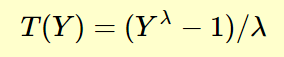 T(Y) = (Y^λ − 1)/λ